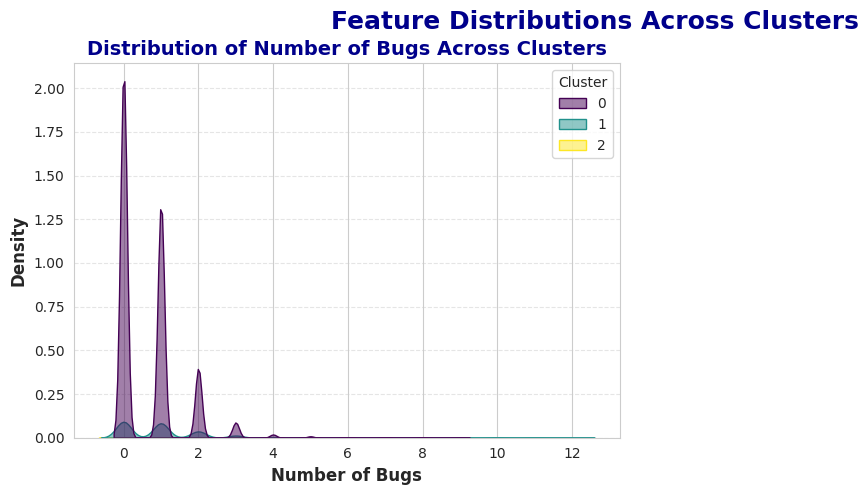 Feature Distributions Across Clusters
Distribution of Number of Bugs Across Clusters
Cluster
0
1
2
2.00
1.75
1.50
1.25
1.00
0.75
0.50
0.25
0.00
Density
0 2 4 6 8 10 12
Number of Bugs